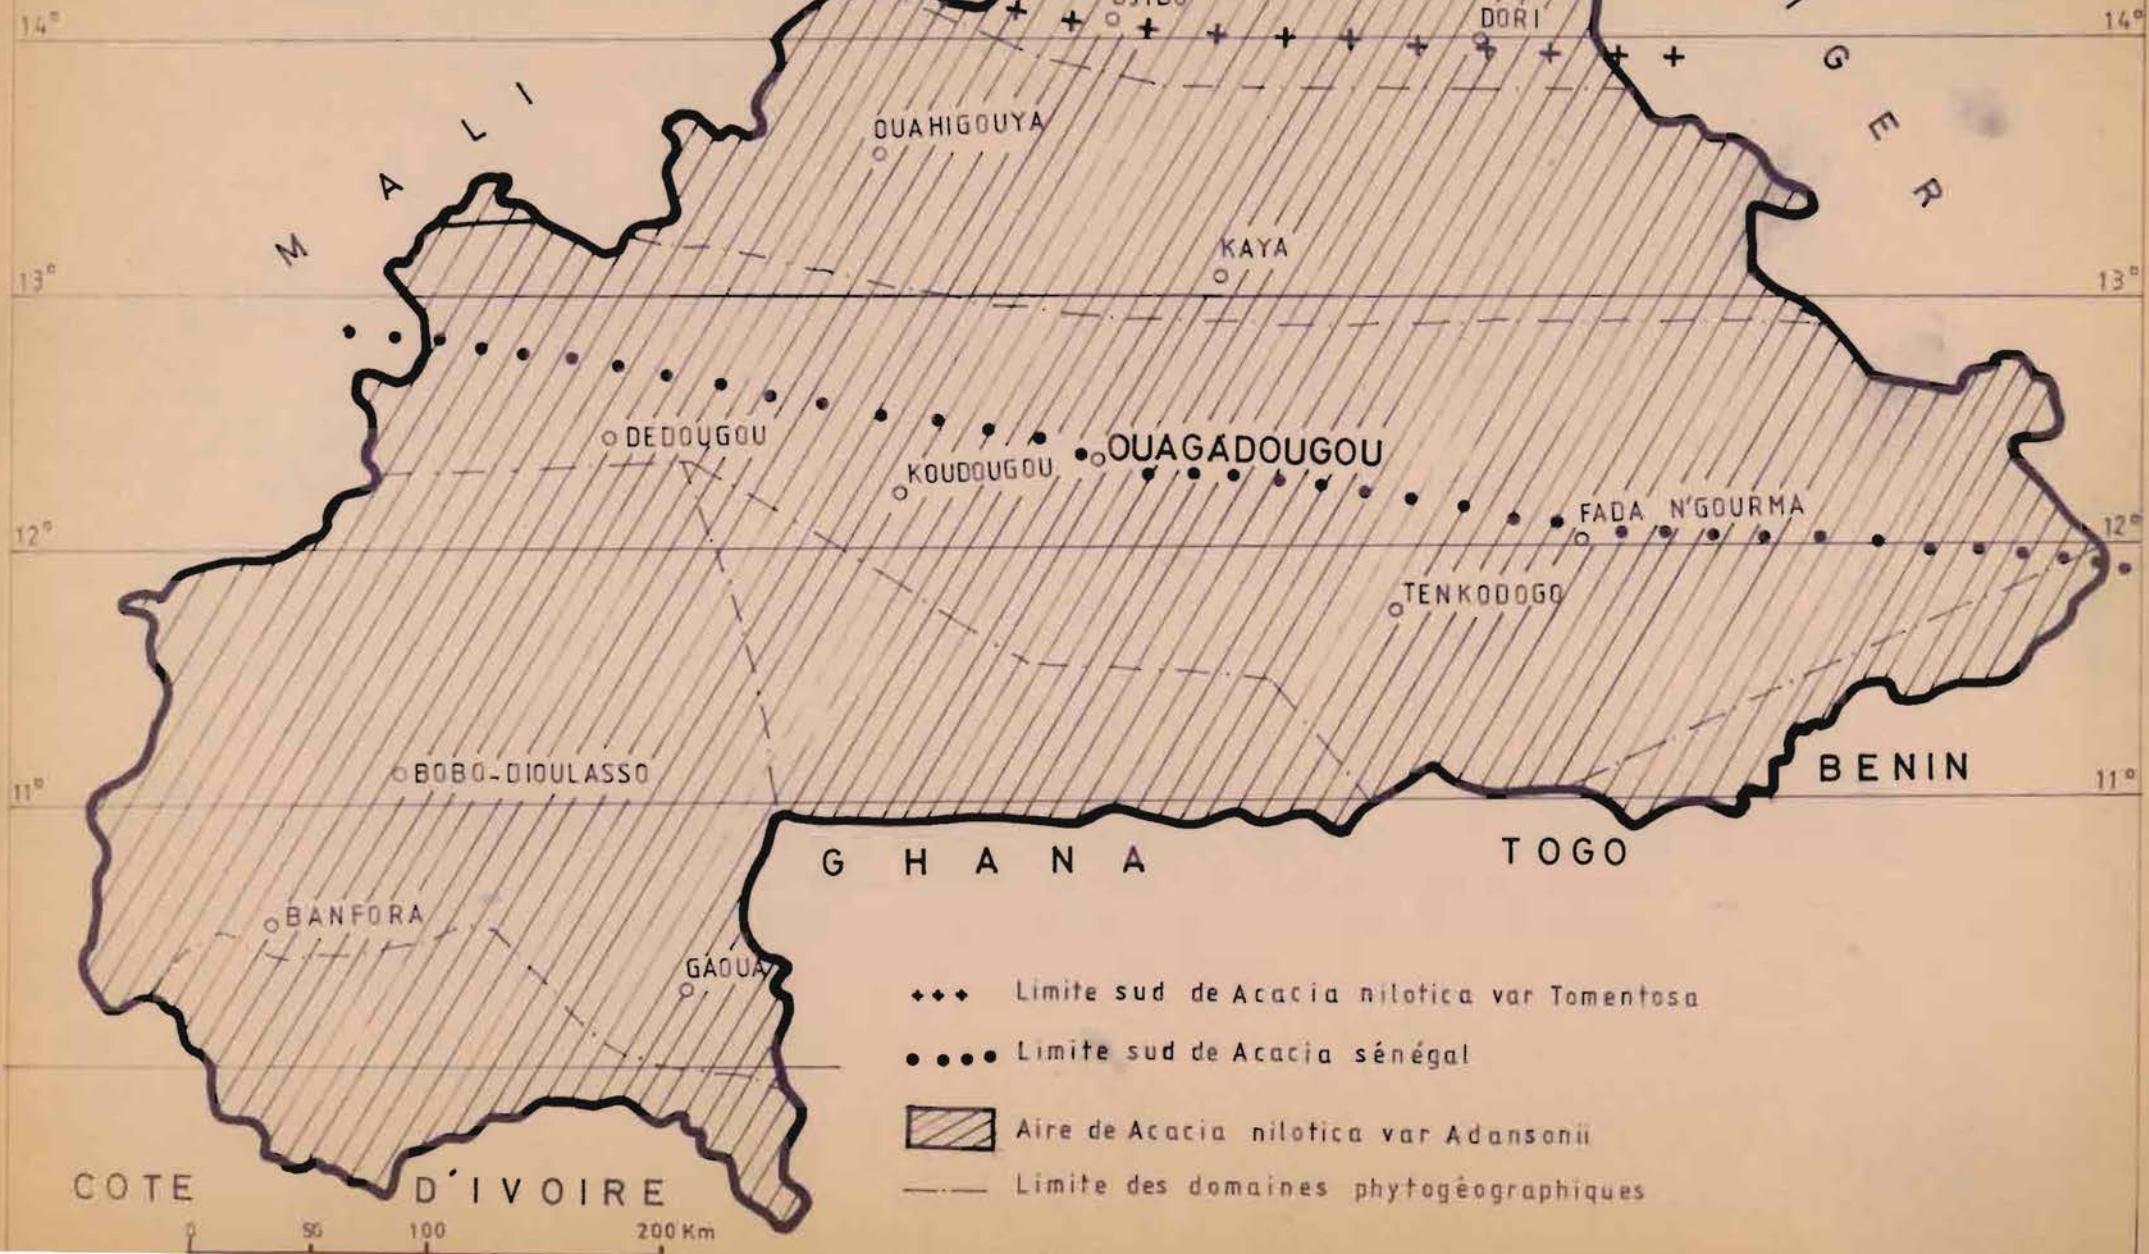 14°
DORI
14°
GER
MALI
OUAHIGOUYA
KAYA
13°
13°
DEDOUGOU
OUAGADOUGOU
KOUDOUGOU
FADA N'GOURMA
12°
12°
TENKODOGO
BOBO-DIOULASSO
BENIN
11°
11°
GHANA
TOGO
BANFORA
GAOUA
Limite sud de Acacia nilotica var Tomentosa
Limite sud de Acacia sénégal
Aire de Acacia nilotica var Adansonii
Limite des domaines phytogéographiques
COTE D'IVOIRE
0 50 100 200 Km